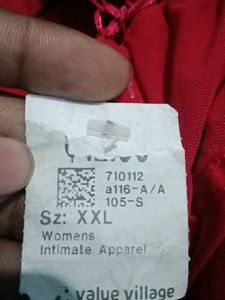 710112
a116-A/A
105-S
Sz: XXL
Womens
Intimate Apparel
value village